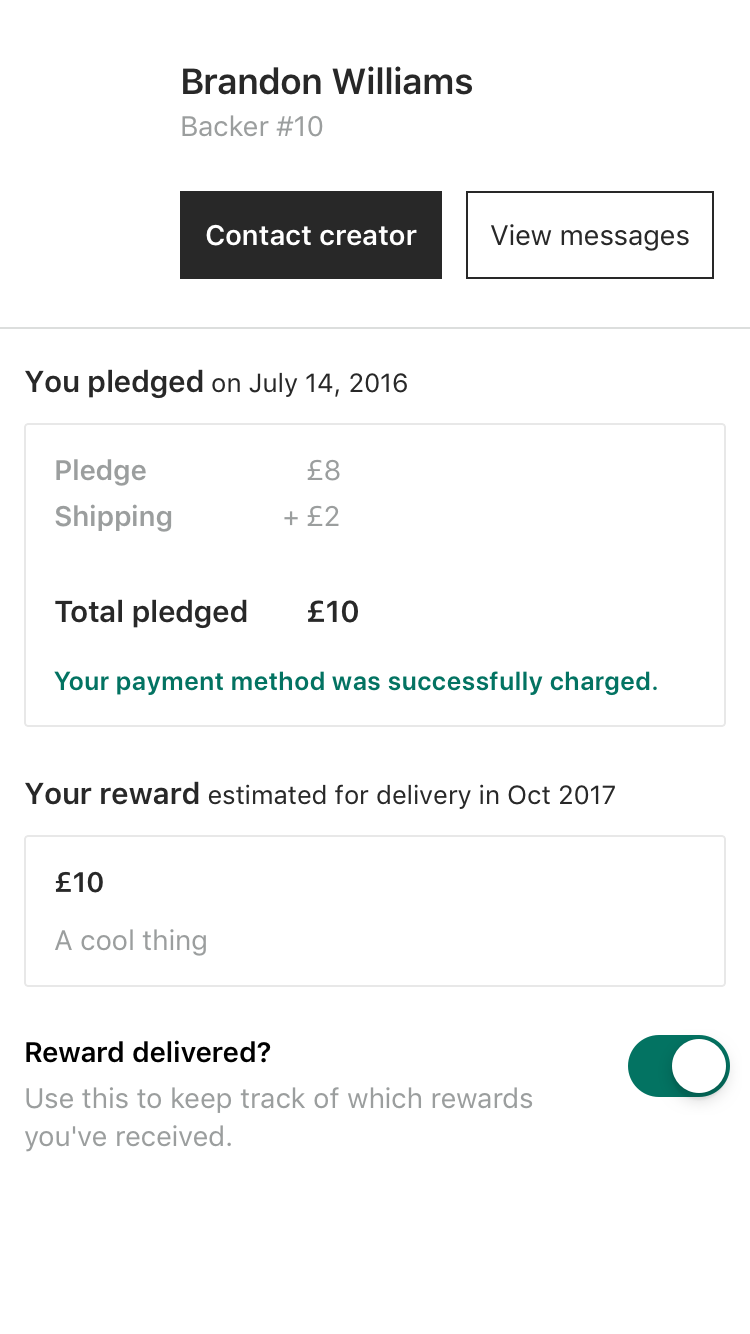 Brandon Williams
Backer #10
Contact creator View messages
You pledged on July 14, 2016
Pledge £8
Shipping + £2
Total pledged £10
Your payment method was successfully charged.
Your reward estimated for delivery in Oct 2017
£10
A cool thing
Reward delivered?
Use this to keep track of which rewards
you've received.